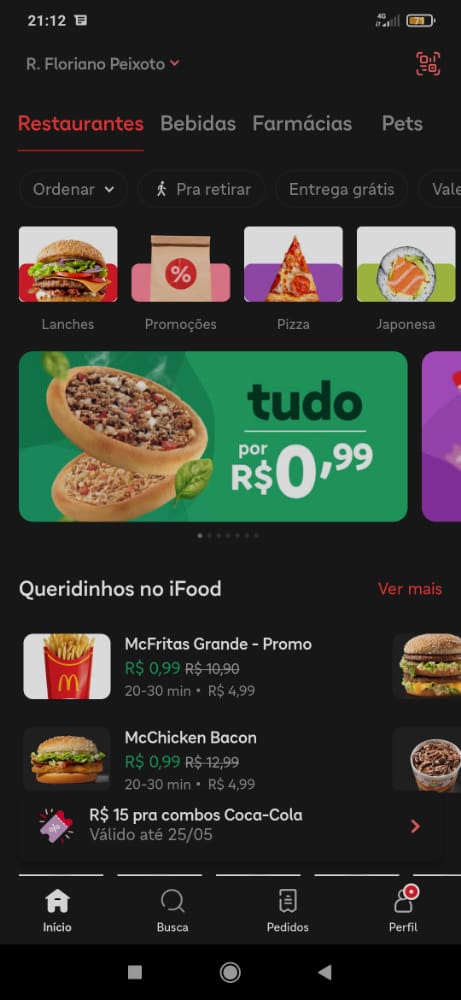 21:12
4G
71
R. Floriano Peixoto
Restaurantes Bebidas Farmácias Pets
Ordenar Pra retirar Entrega grátis Vale
Lanches Promoções Pizza Japonesa
tudo
por
R$0,99
Queridinhos no iFood Ver mais
McFritas Grande - Promo
R$ 0,99 R$ 10,90
20-30 min • R$ 4,99
McChicken Bacon
R$ 0,99 R$ 12,99
20-30 min • R$ 4,99
R$ 15 pra combos Coca-Cola
Válido até 25/05
Início Busca Pedidos Perfil